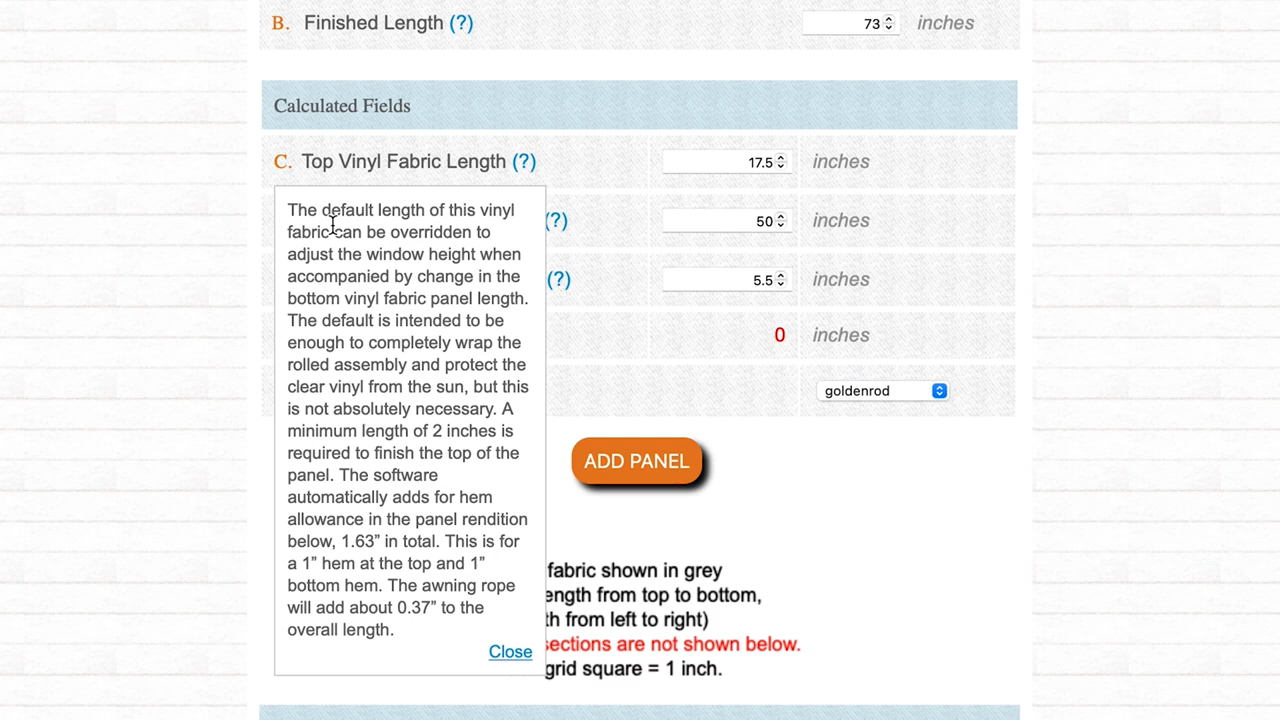 B. Finished Length (?) 73 inches
Calculated Fields
C. Top Vinyl Fabric Length (?) 17.5 inches
The default length of this vinyl
fabric can be overridden to
adjust the window height when
accompanied by change in the
bottom vinyl fabric panel length.
The default is intended to be
enough to completely wrap the
rolled assembly and protect the
clear vinyl from the sun, but this
is not absolutely necessary. A
minimum length of 2 inches is
required to finish the top of the
panel. The software
automatically adds for hem
allowance in the panel rendition
below, 1.63” in total. This is for
a 1” hem at the top and 1”
bottom hem. The awning rope
will add about 0.37” to the
overall length.
Close
(?) 50 inches
(?) 5.5 inches
0 inches
goldenrod
ADD PANEL
fabric shown in grey
ength from top to bottom,
th from left to right)
sections are not shown below.
grid square = 1 inch.